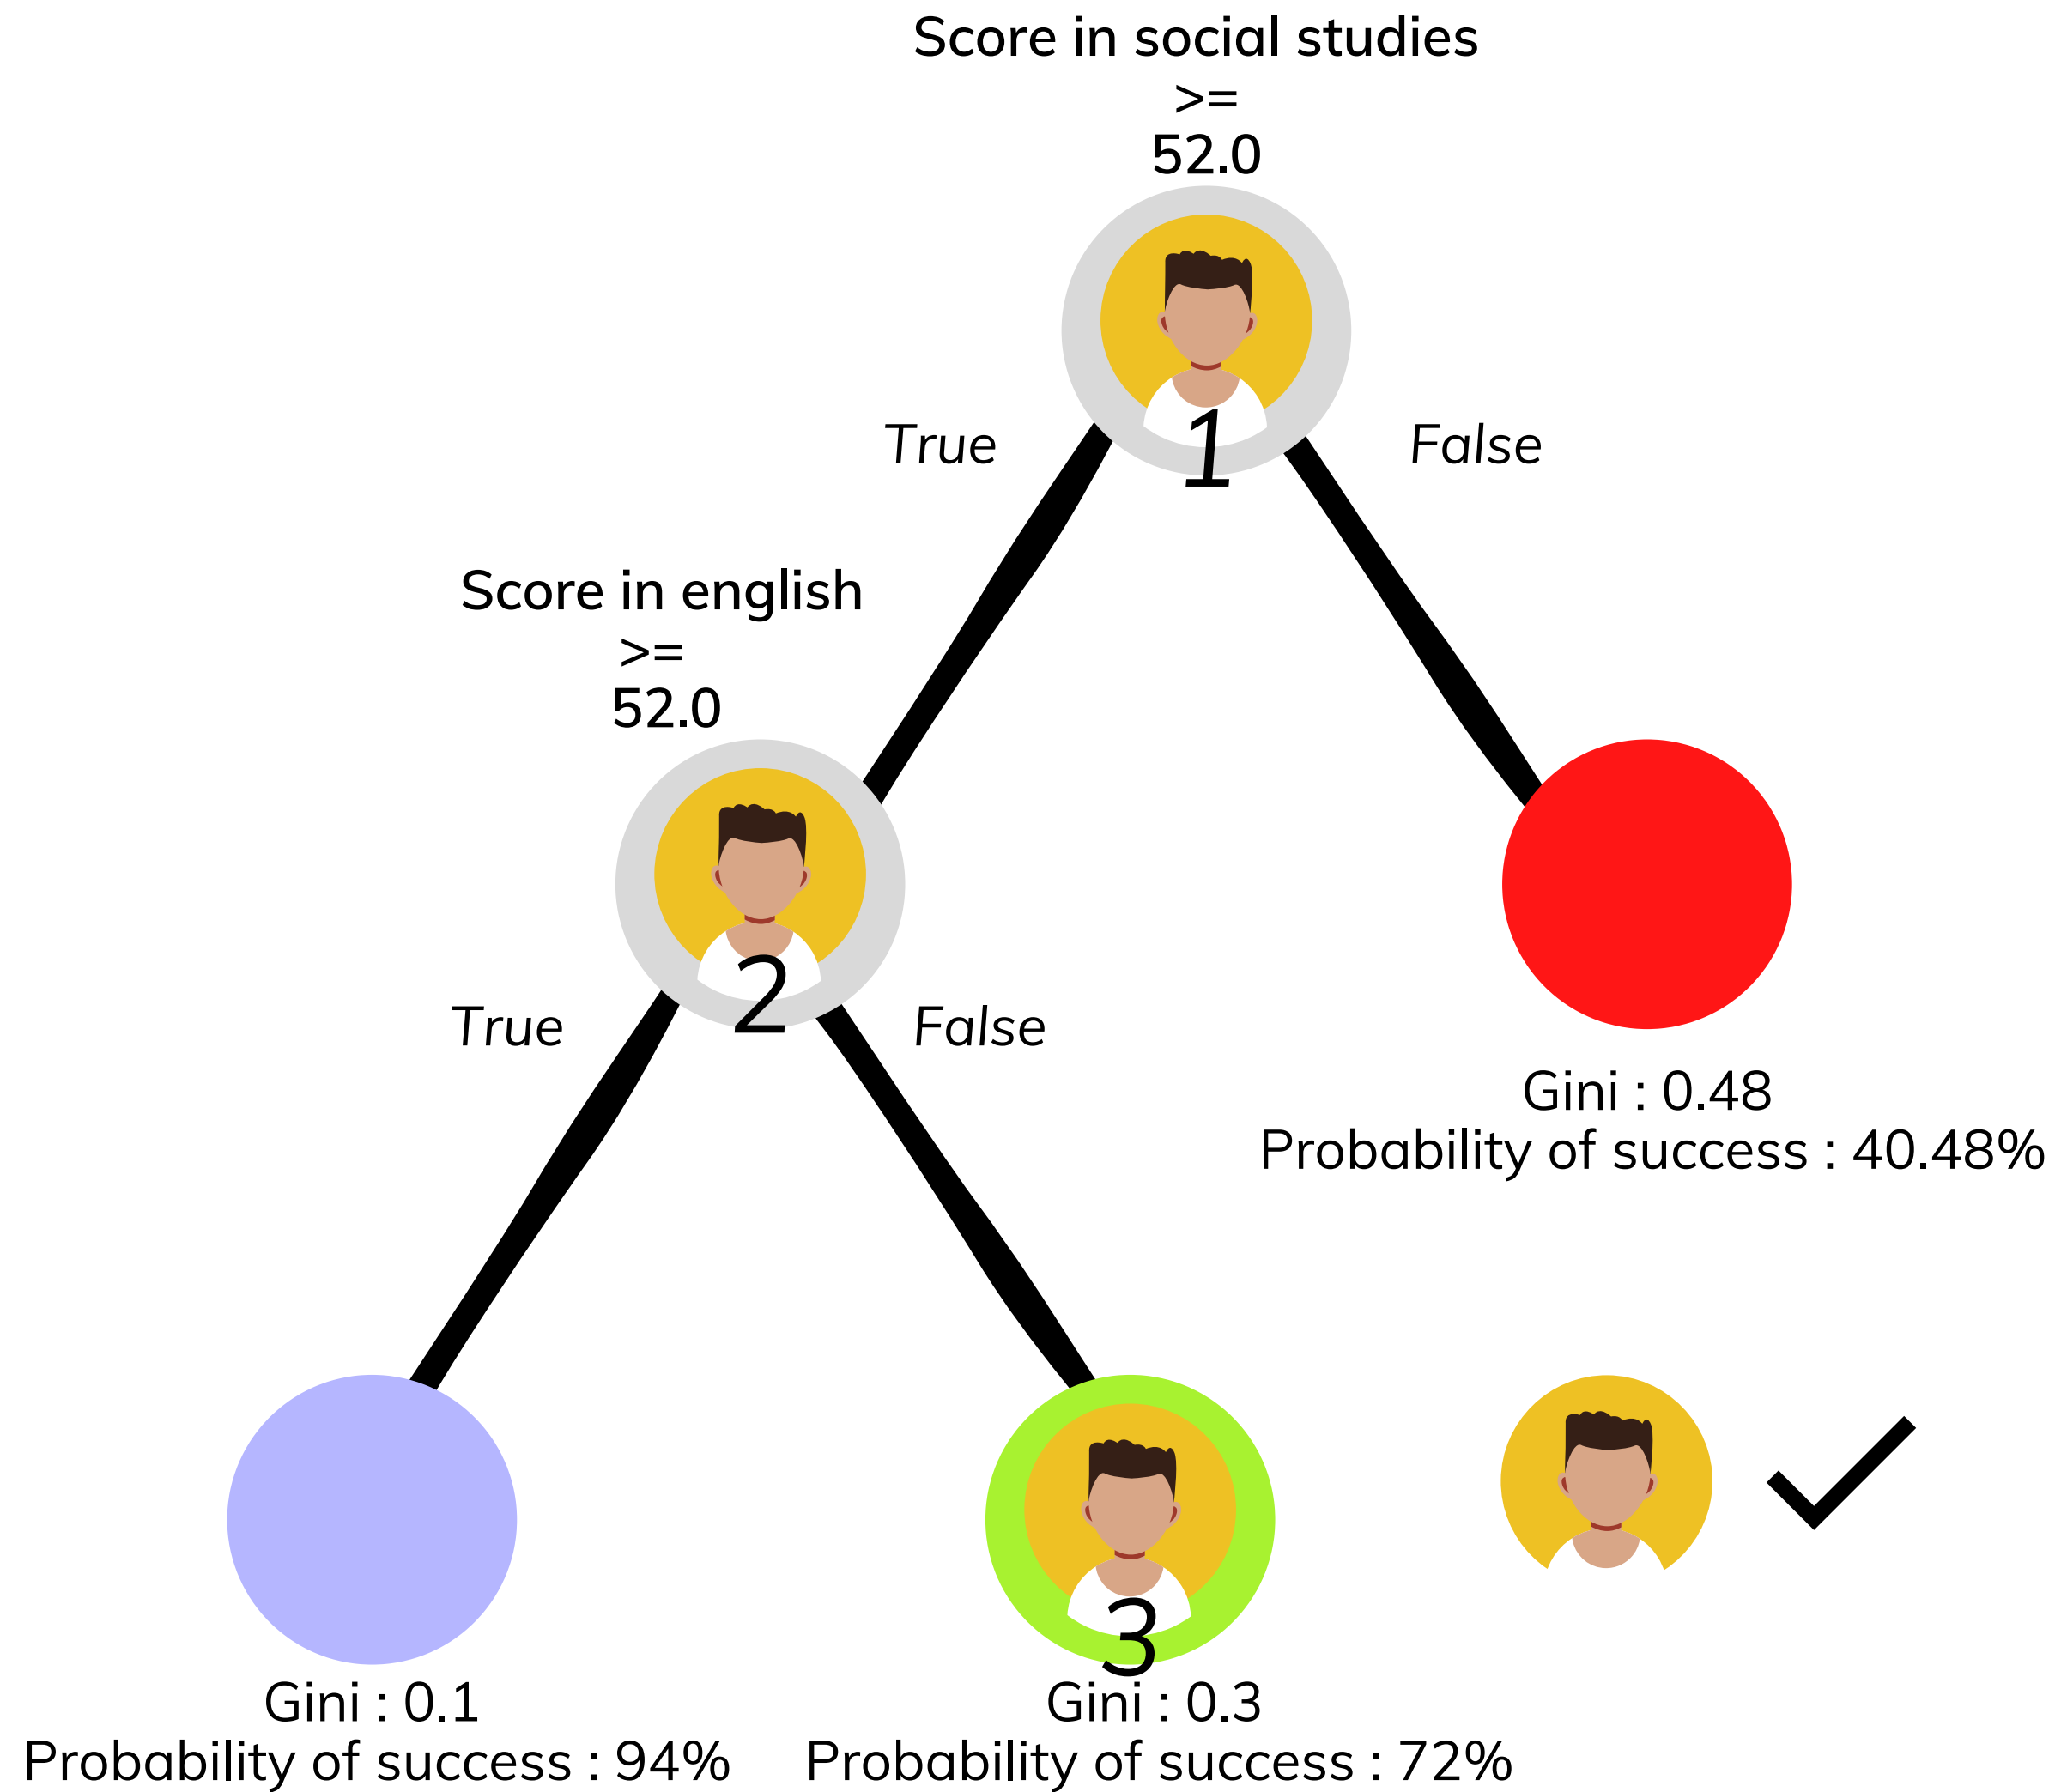 Score in social studies
>=
52.0
1
True
False
Score in english
>=
52.0
2
True
False
Gini : 0.48
Probability of success : 40.48%
3
Gini : 0.1
Probability of success : 94%
Gini : 0.3
Probability of success : 72%